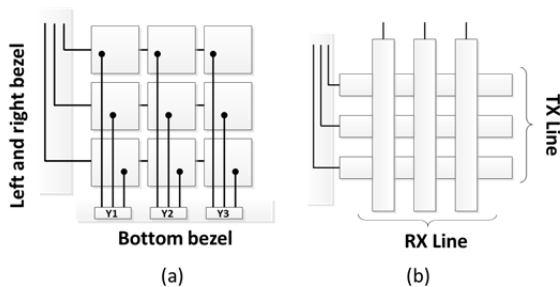 Left and right bezel
Y1 Y2 Y3
Bottom bezel
(a)
TX Line
RX Line
(b)